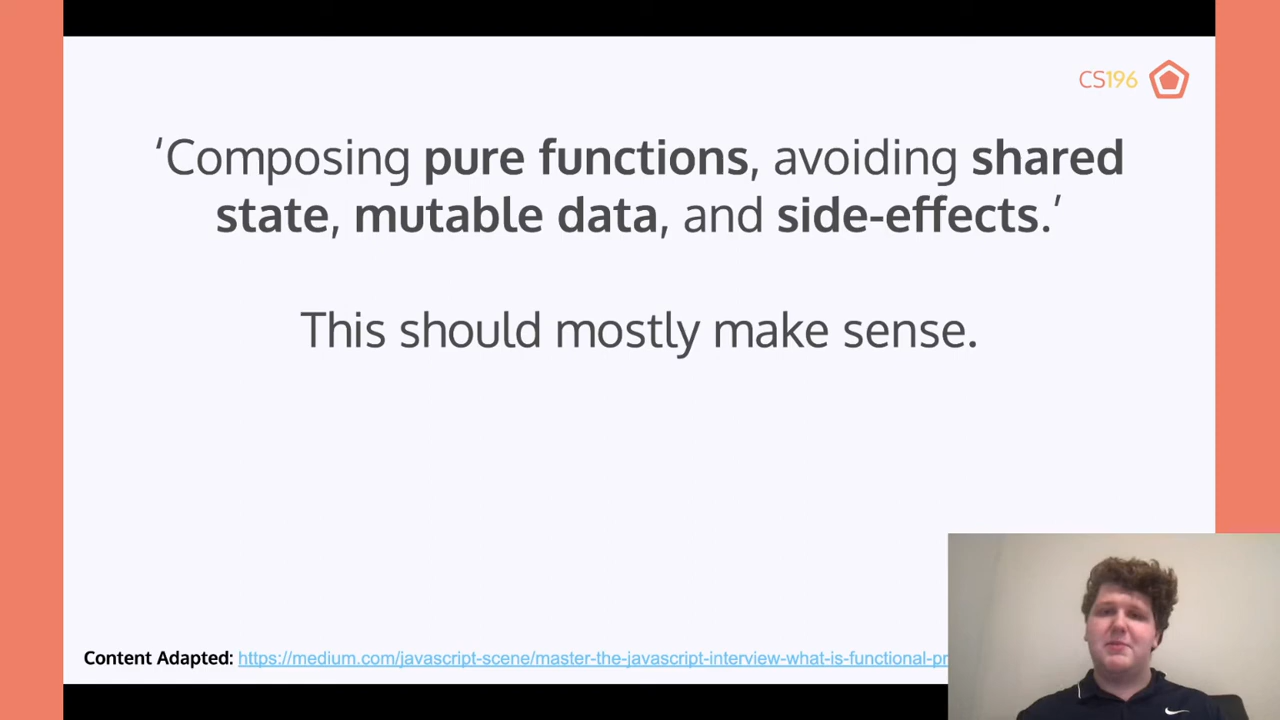 CS196
‘Composing pure functions, avoiding shared
state, mutable data, and side-effects.’
This should mostly make sense.
Content Adapted: https://medium.com/javascript-scene/master-the-javascript-interview-what-is-functional-pr